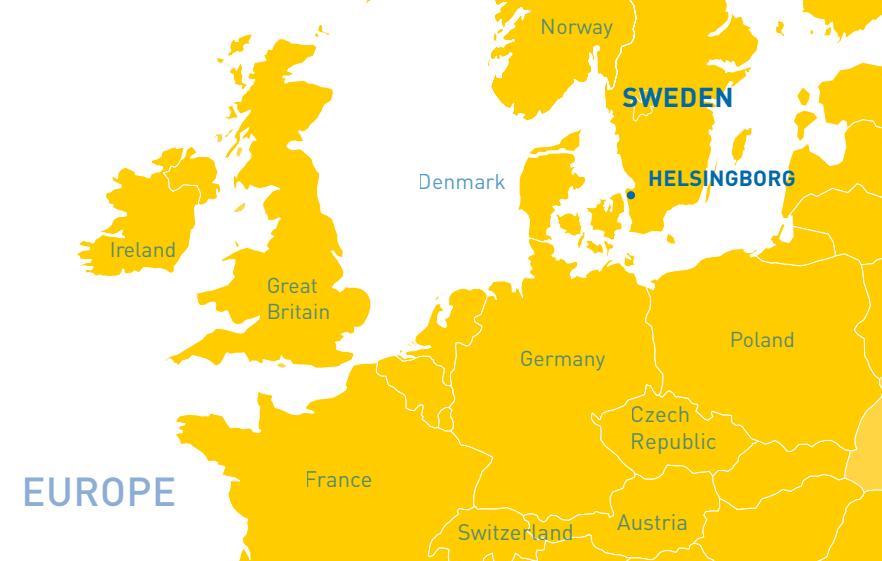 Norway
SWEDEN
Denmark
HELSINGBORG
Ireland
Great
Britain
Poland
Germany
Czech
Republic
France
EUROPE
Switzerland
Austria